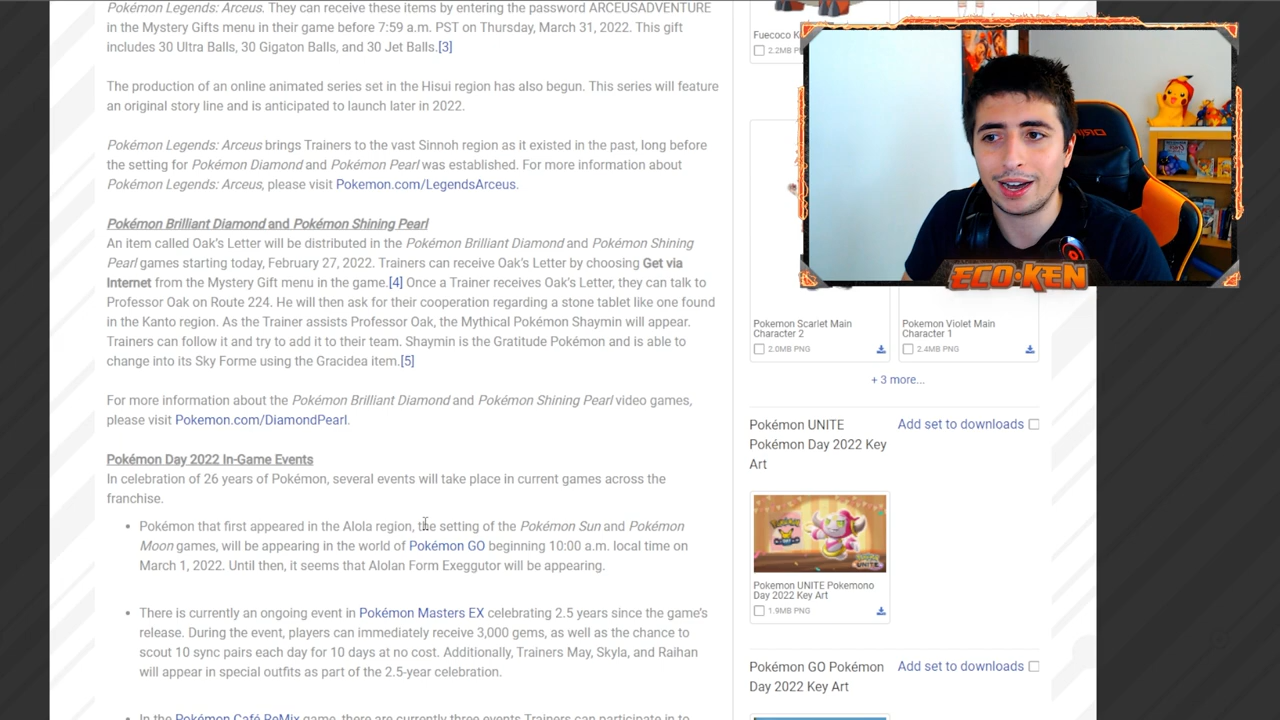 Pokémon Legends: Arceus. They can receive these items by entering the password ARCEUSADVENTURE
in the Mystery Gifts menu in their game before 7:59 a.m. PST on Thursday, March 31, 2022. This gift
includes 30 Ultra Balls, 30 Gigaton Balls, and 30 Jet Balls.[3]
The production of an online animated series set in the Hisui region has also begun. This series will feature
an original story line and is anticipated to launch later in 2022.
Pokémon Legends: Arceus brings Trainers to the vast Sinnoh region as it existed in the past, long before
the setting for Pokémon Diamond and Pokémon Pearl was established. For more information about
Pokémon Legends: Arceus, please visit Pokemon.com/LegendsArceus.
Pokémon Brilliant Diamond and Pokémon Shining Pearl
An item called Oak's Letter will be distributed in the Pokémon Brilliant Diamond and Pokémon Shining
Pearl games starting today, February 27, 2022. Trainers can receive Oak's Letter by choosing Get via
Internet from the Mystery Gift menu in the game.[4] Once a Trainer receives Oak's Letter, they can talk to
Professor Oak on Route 224. He will then ask for their cooperation regarding a stone tablet like one found
in the Kanto region. As the Trainer assists Professor Oak, the Mythical Pokémon Shaymin will appear.
Trainers can follow it and try to add it to their team. Shaymin is the Gratitude Pokémon and is able to
change into its Sky Forme using the Gracidea item.[5]
For more information about the Pokémon Brilliant Diamond and Pokémon Shining Pearl video games,
please visit Pokemon.com/DiamondPearl.
Pokémon Day 2022 In-Game Events
In celebration of 26 years of Pokémon, several events will take place in current games across the
franchise.
• Pokémon that first appeared in the Alola region, the setting of the Pokémon Sun and Pokémon
Moon games, will be appearing in the world of Pokémon GO beginning 10:00 a.m. local time on
March 1, 2022. Until then, it seems that Alolan Form Exeggutor will be appearing.
• There is currently an ongoing event in Pokémon Masters EX celebrating 2.5 years since the game's
release. During the event, players can immediately receive 3,000 gems, as well as the chance to
scout 10 sync pairs each day for 10 days at no cost. Additionally, Trainers May, Skyla, and Raihan
will appear in special outfits as part of the 2.5-year celebration.
• In the Pokémon Café ReMix game, there are currently three events Trainers can participate in to
Fuecoco K
2.2MB P
ECO·KEN
Pokemon Scarlet Main
Character 2
2.0MB PNG
Pokemon Violet Main
Character 1
2.4MB PNG
+ 3 more...
Pokémon UNITE
Pokémon Day 2022 Key
Art
Add set to downloads
Pokemon UNITE Pokemono
Day 2022 Key Art
1.9MB PNG
Pokémon GO Pokémon
Day 2022 Key Art
Add set to downloads